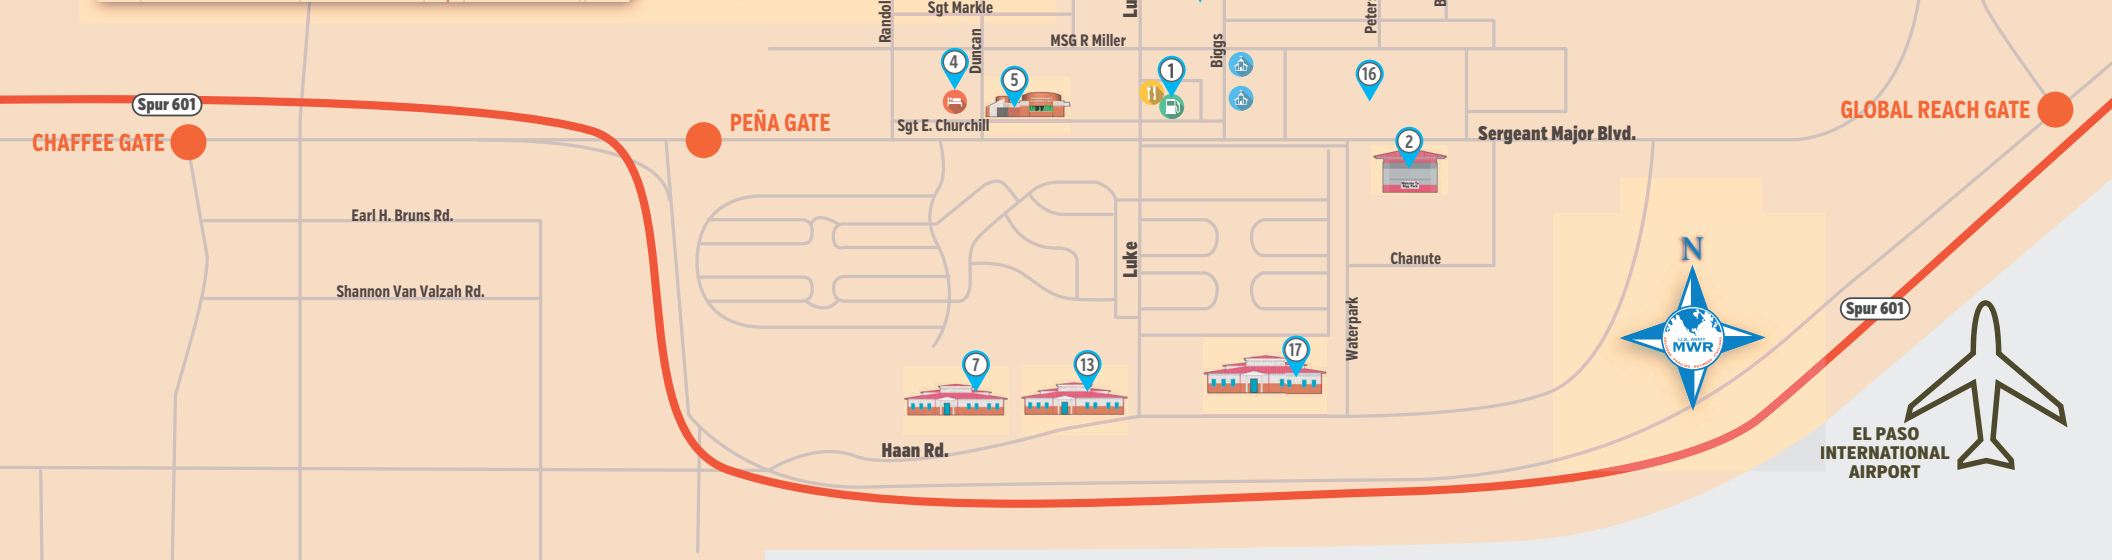 Sgt Markle
Randol
Duncan
MSG R Miller
Lu
Biggs
Peter
B
4
5
1
16
Spur 601
CHAFFEE GATE
PEÑA GATE
Sgt E. Churchill
GLOBAL REACH GATE
Sergeant Major Blvd.
2
Earl H. Bruns Rd.
Luke
Chanute
N
Shannon Van Valzah Rd.
Waterpark
Spur 601
U.S. ARMY
MWR
7
13
17
Haan Rd.
EL PASO
INTERNATIONAL
AIRPORT